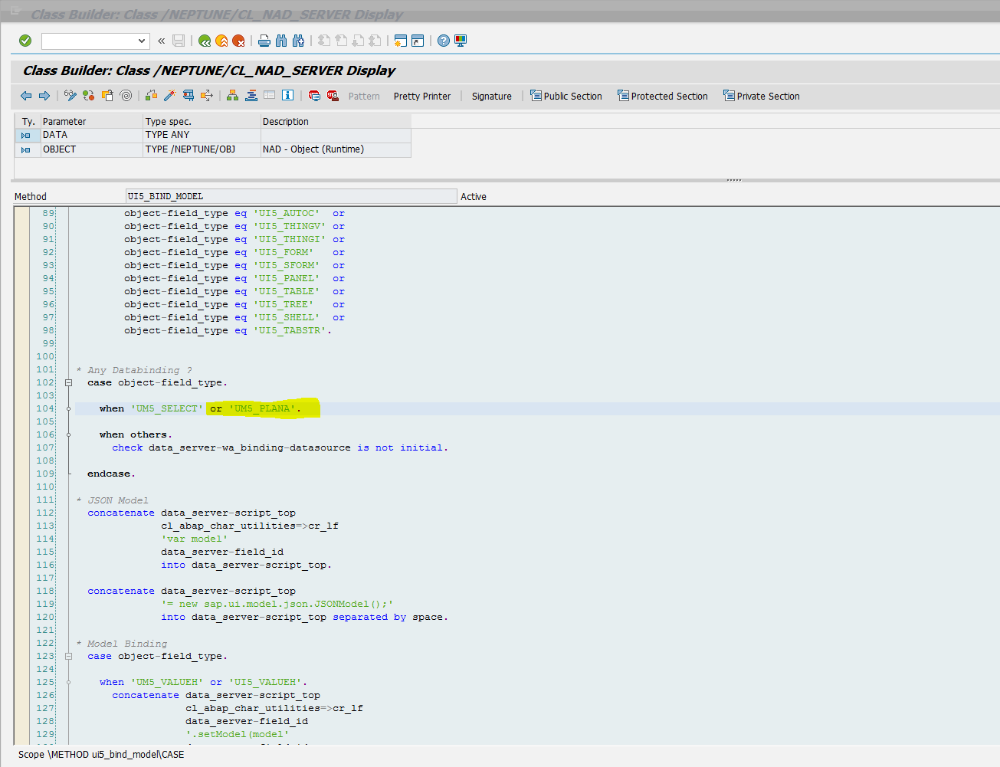 Class Builder: Class /NEPTUNE/CL_NAD_SERVER Display
Class Builder: Class /NEPTUNE/CL_NAD_SERVER Display
Pattern Pretty Printer Signature Public Section Protected Section Private Section
Ty. Parameter Type spec. Description
DATA TYPE ANY
OBJECT TYPE /NEPTUNE/OBJ NAD - Object (Runtime)
Method UI5_BIND_MODEL Active
89 object-field_type eq 'UI5_AUTOC' or
90 object-field_type eq 'UI5_THINGV' or
91 object-field_type eq 'UI5_THINGI' or
92 object-field_type eq 'UI5_FORM' or
93 object-field_type eq 'UI5_SFORM' or
94 object-field_type eq 'UI5_PANEL' or
95 object-field_type eq 'UI5_TABLE' or
96 object-field_type eq 'UI5_TREE' or
97 object-field_type eq 'UI5_SHELL' or
98 object-field_type eq 'UI5_TABSTR'.
99
100
101 * Any Databinding ?
102 case object-field_type.
103
104 when 'UM5_SELECT' or 'UM5_PLANA'.
105
106 when others.
107 check data_server-wa_binding-datasource is not initial.
108
109 endcase.
110
111 * JSON Model
112 concatenate data_server-script_top
113 cl_abap_char_utilities=>cr_lf
114 'var model'
115 data_server-field_id
116 into data_server-script_top.
117
118 concatenate data_server-script_top
119 '= new sap.ui.model.json.JSONModel();'
120 into data_server-script_top separated by space.
121
122 * Model Binding
123 case object-field_type.
124
125 when 'UM5_VALUEH' or 'UI5_VALUEH'.
126 concatenate data_server-script_top
127 cl_abap_char_utilities=>cr_lf
128 data_server-field_id
129 '.setModel(model'
Scope \METHOD ui5_bind_model\CASE